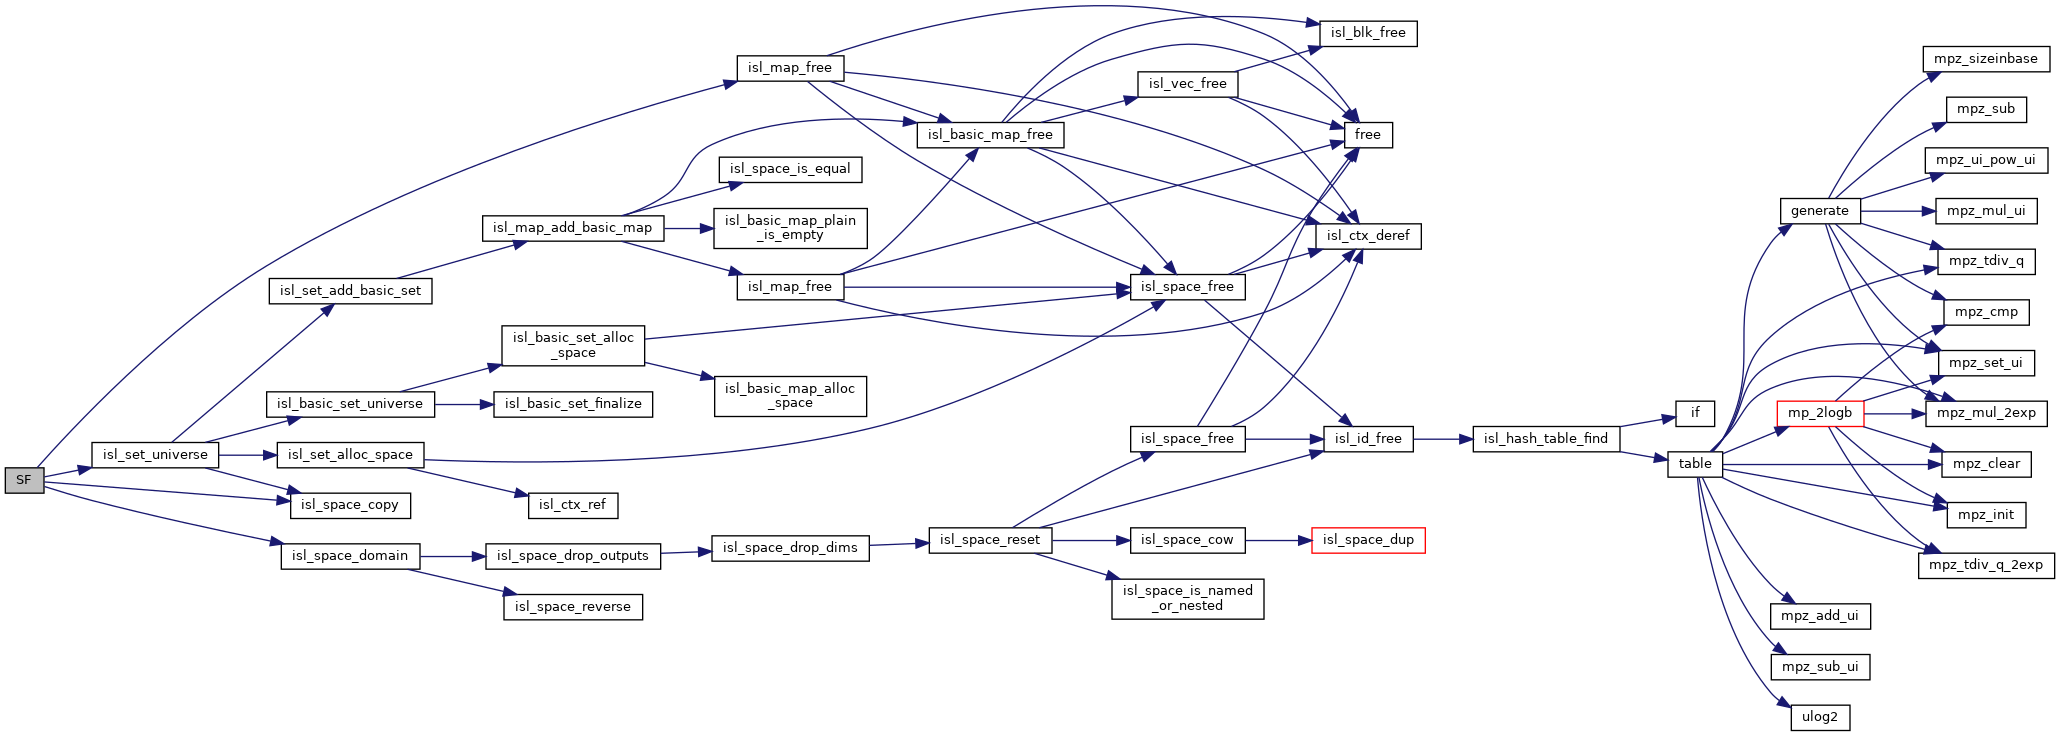 SF
isl_map_free
isl_set_universe
isl_space_copy
isl_space_domain
isl_set_add_basic_set
isl_basic_set_universe
isl_set_alloc_space
isl_map_add_basic_map
isl_basic_set_alloc
_space
isl_basic_set_finalize
isl_ctx_ref
isl_space_drop_outputs
isl_space_reverse
isl_space_is_equal
isl_basic_map_plain
_is_empty
isl_map_free
isl_basic_map_alloc
_space
isl_space_drop_dims
isl_basic_map_free
isl_space_reset
isl_vec_free
isl_space_free
isl_space_free
isl_space_cow
isl_space_is_named
_or_nested
isl_blk_free
free
isl_ctx_deref
isl_id_free
isl_space_dup
isl_hash_table_find
if
table
generate
mp_2logb
mpz_add_ui
mpz_sub_ui
ulog2
mpz_sizeinbase
mpz_sub
mpz_ui_pow_ui
mpz_mul_ui
mpz_tdiv_q
mpz_cmp
mpz_set_ui
mpz_mul_2exp
mpz_clear
mpz_init
mpz_tdiv_q_2exp